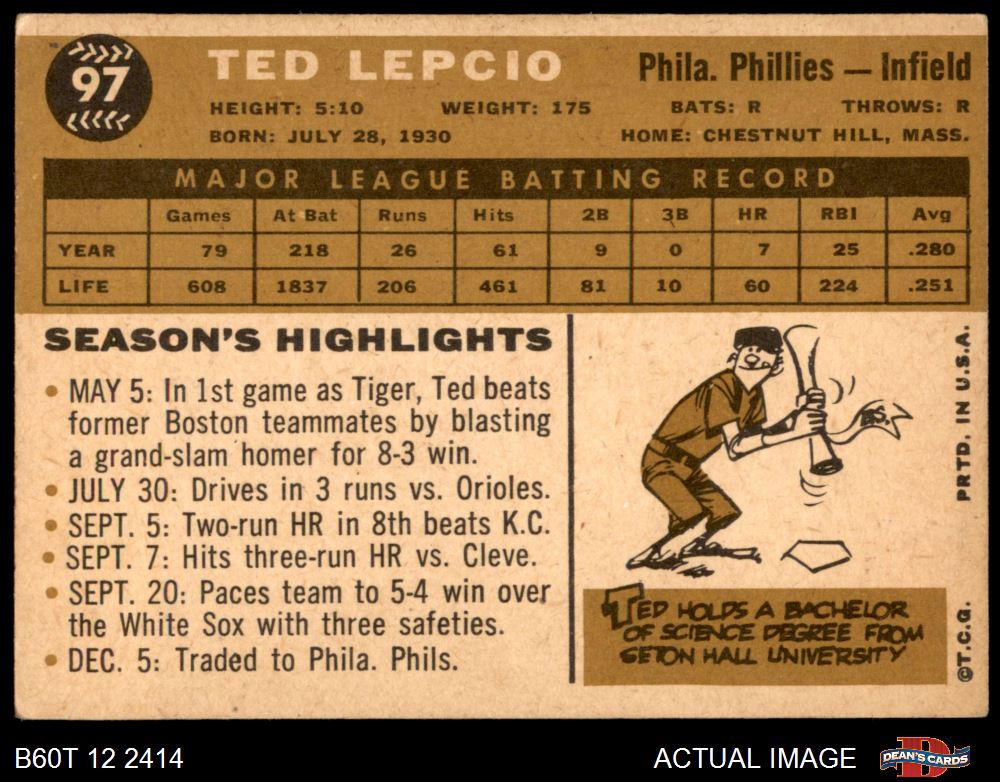 97
TED LEPCIO
Phila. Phillies — Infield
HEIGHT: 5:10 WEIGHT: 175 BATS: R THROWS: R
BORN: JULY 28, 1930 HOME: CHESTNUT HILL, MASS.
MAJOR LEAGUE BATTING RECORD
Games At Bat Runs Hits 2B 3B HR RBI Avg
YEAR 79 218 26 61 9 0 7 25 .280
LIFE 608 1837 206 461 81 10 60 224 .251
SEASON'S HIGHLIGHTS
• MAY 5: In 1st game as Tiger, Ted beats
former Boston teammates by blasting
a grand-slam homer for 8-3 win.
• JULY 30: Drives in 3 runs vs. Orioles.
• SEPT. 5: Two-run HR in 8th beats K.C.
• SEPT. 7: Hits three-run HR vs. Cleve.
• SEPT. 20: Paces team to 5-4 win over
the White Sox with three safeties.
• DEC. 5: Traded to Phila. Phils.
B.S.
TED HOLDS A BACHELOR
OF SCIENCE DEGREE FROM
SETON HALL UNIVERSITY
©T.C.G. PRTD. IN U.S.A.
B60T 12 2414
ACTUAL IMAGE
DEAN'S CARDS